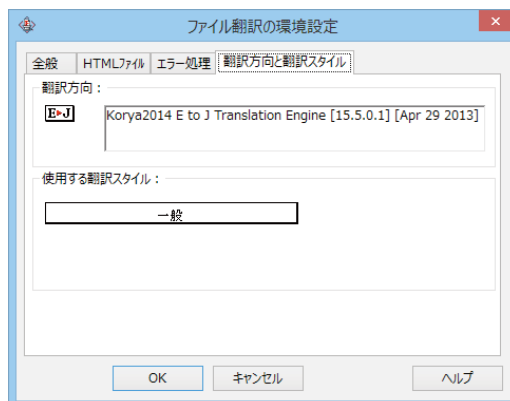 ファイル翻訳の環境設定
全般 HTMLファイル エラー処理 翻訳方向と翻訳スタイル
翻訳方向：
E▸J Korya2014 E to J Translation Engine [15.5.0.1] [Apr 29 2013]
使用する翻訳スタイル：
一般
OK キャンセル ヘルプ